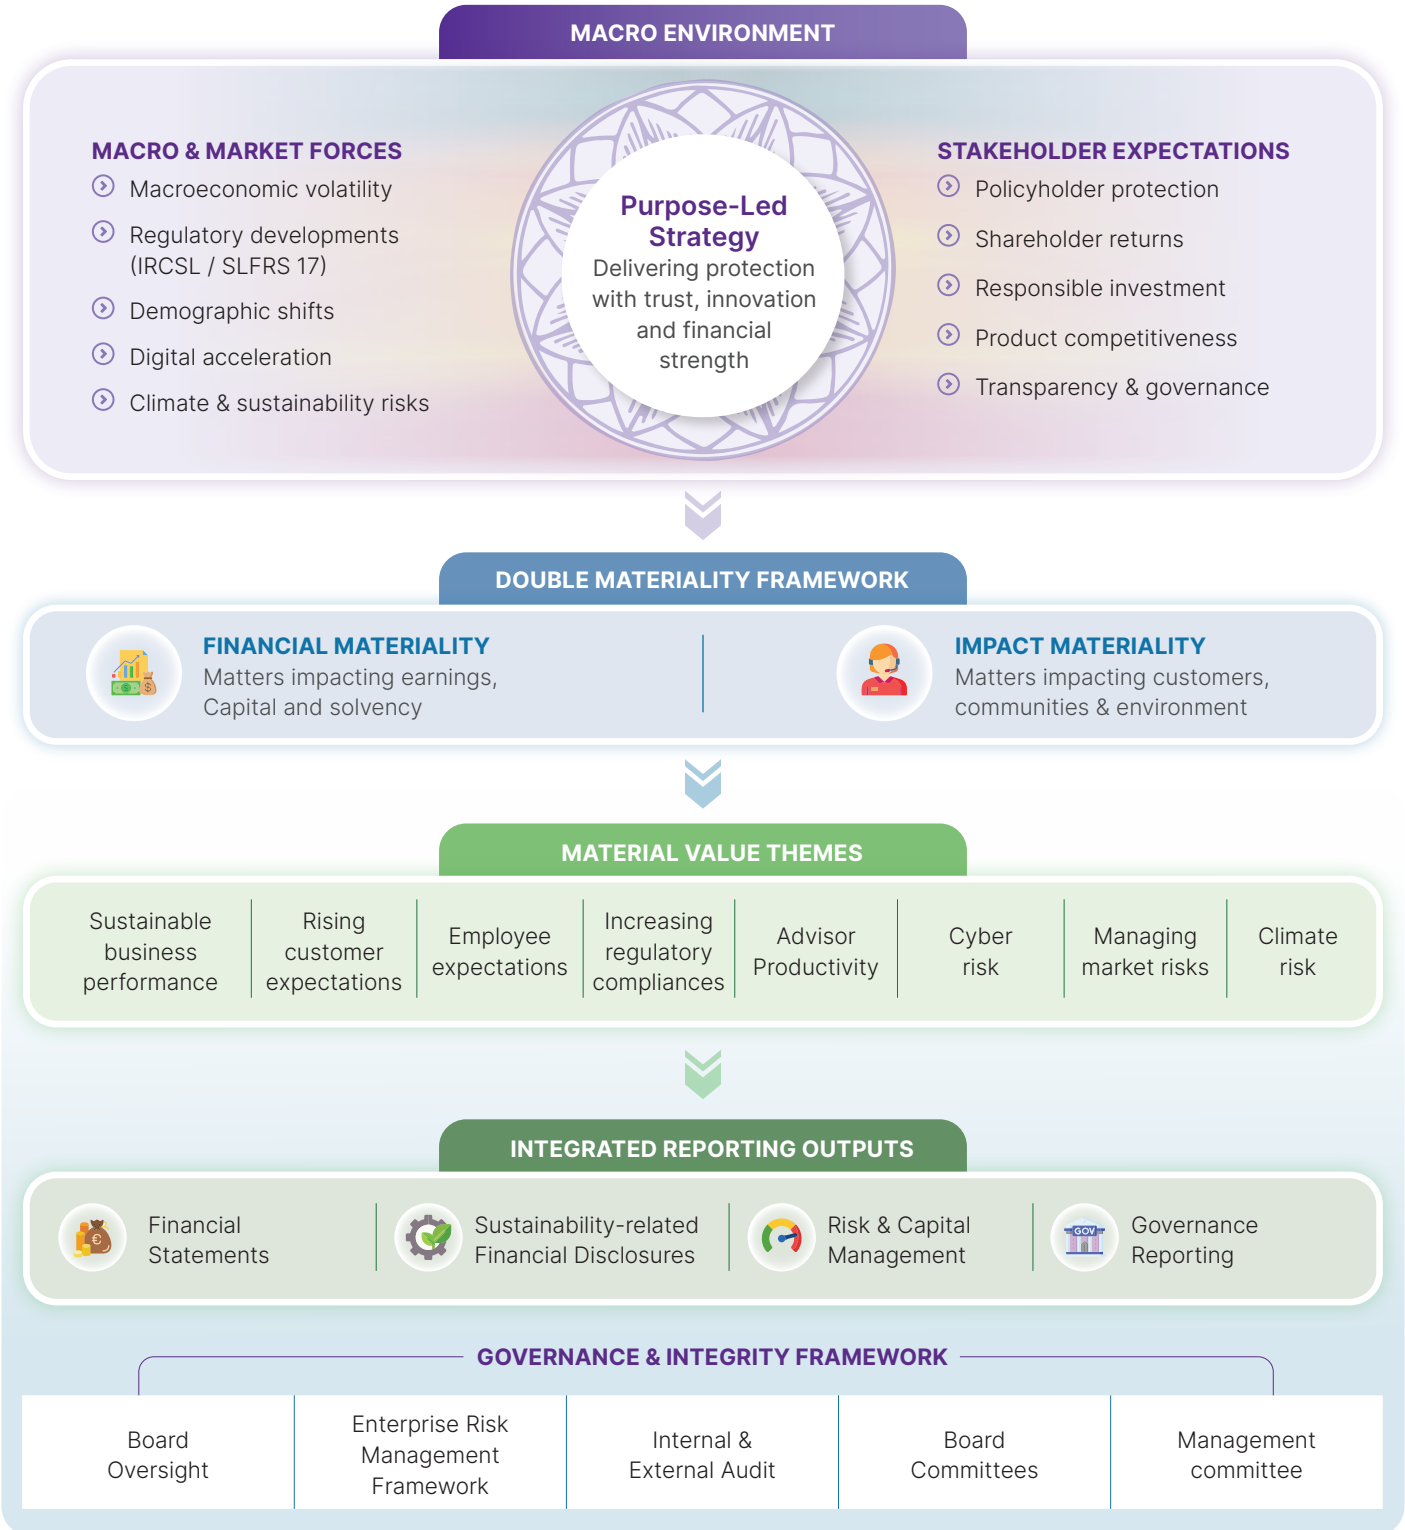 MACRO ENVIRONMENT
MACRO & MARKET FORCES
Macroeconomic volatility
Regulatory developments
(IRCSL / SLFRS 17)
Demographic shifts
Digital acceleration
Climate & sustainability risks
Purpose-Led
Strategy
Delivering protection
with trust, innovation
and financial
strength
STAKEHOLDER EXPECTATIONS
Policyholder protection
Shareholder returns
Responsible investment
Product competitiveness
Transparency & governance
DOUBLE MATERIALITY FRAMEWORK
FINANCIAL MATERIALITY
Matters impacting earnings,
Capital and solvency
IMPACT MATERIALITY
Matters impacting customers,
communities & environment
MATERIAL VALUE THEMES
Sustainable
business
performance
Rising
customer
expectations
Employee
expectations
Increasing
regulatory
compliances
Advisor
Productivity
Cyber
risk
Managing
market risks
Climate
risk
INTEGRATED REPORTING OUTPUTS
Financial
Statements
Sustainability-related
Financial Disclosures
Risk & Capital
Management
GOV
Governance
Reporting
GOVERNANCE & INTEGRITY FRAMEWORK
Board
Oversight
Enterprise Risk
Management
Framework
Internal &
External Audit
Board
Committees
Management
committee